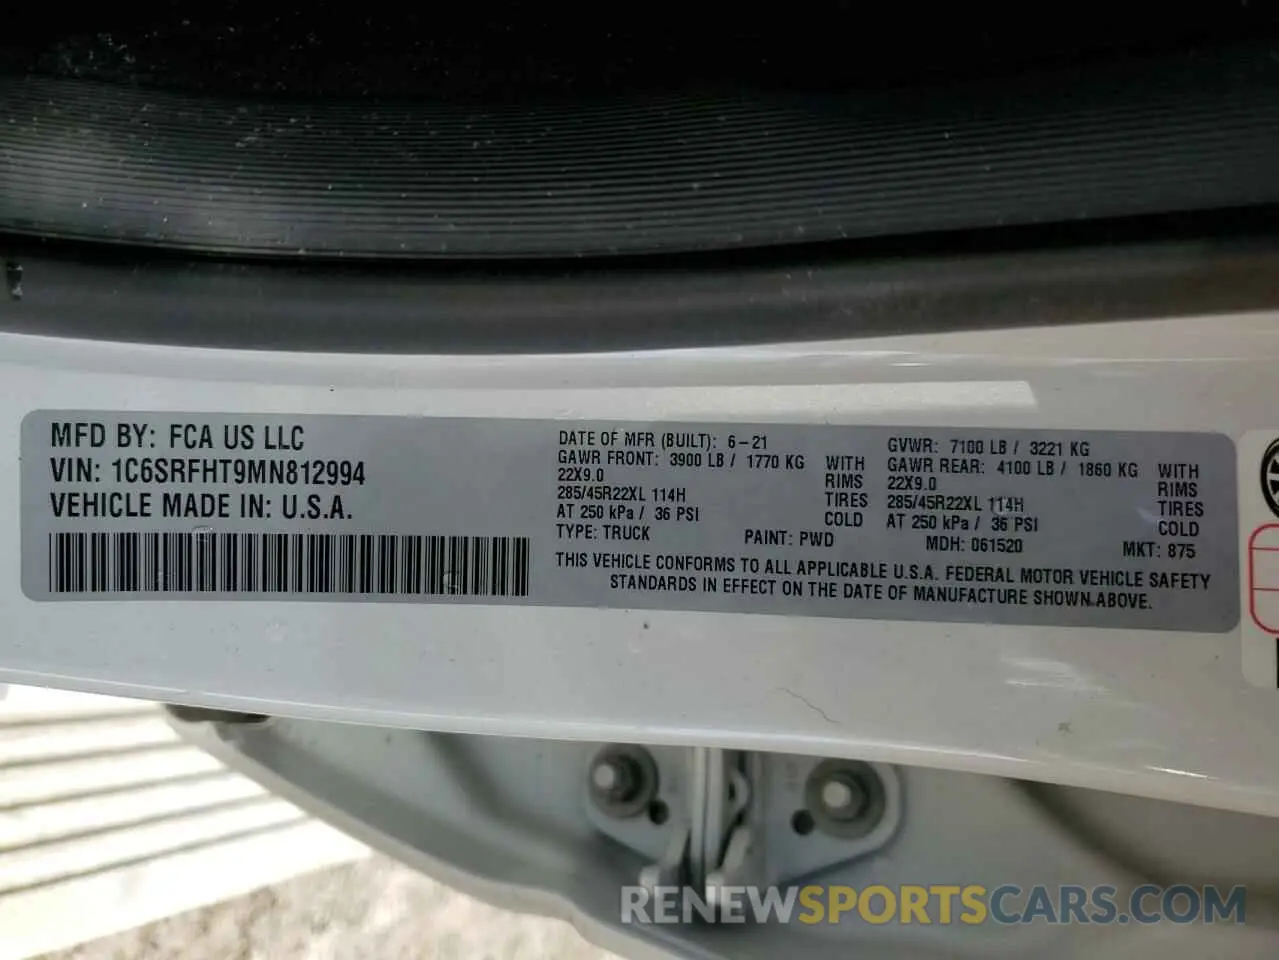 MFD BY: FCA US LLC
VIN: 1C6SRFHT9MN812994
VEHICLE MADE IN: U.S.A.
DATE OF MFR (BUILT): 6-21
GAWR FRONT: 3900 LB / 1770 KG WITH
22X9.0 RIMS
285/45R22XL 114H TIRES
AT 250 kPa / 36 PSI COLD
TYPE: TRUCK PAINT: PWD
GVWR: 7100 LB / 3221 KG
GAWR REAR: 4100 LB / 1860 KG WITH
22X9.0 RIMS
285/45R22XL 114H TIRES
AT 250 kPa / 36 PSI COLD
MDH: 061520 MKT: 875
THIS VEHICLE CONFORMS TO ALL APPLICABLE U.S.A. FEDERAL MOTOR VEHICLE SAFETY
STANDARDS IN EFFECT ON THE DATE OF MANUFACTURE SHOWN ABOVE.
RENEWSPORTSCARS.COM